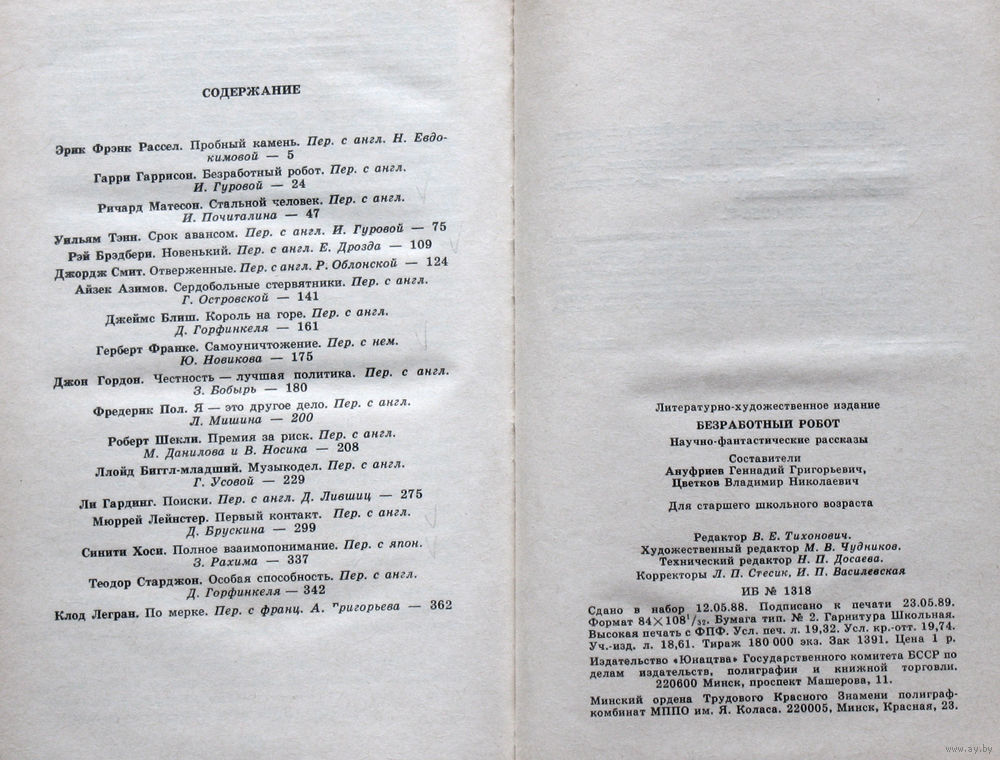 СОДЕРЖАНИЕ
Эрик Фрэнк Рассел. Пробный камень. Пер. с англ. Н. Евдо-
кимовой — 5
Гарри Гаррисон. Безработный робот. Пер. с англ.
И. Гуровой — 24
Ричард Матесон. Стальной человек. Пер. с англ.
И. Почиталина — 47
Уильям Тэнн. Срок авансом. Пер. с англ. И. Гуровой — 75
Рэй Брэдбери. Новенький. Пер. с англ. Е. Дрозда — 109
Джордж Смит. Отверженные. Пер. с англ. Р. Облонской — 124
Айзек Азимов. Сердобольные стервятники. Пер. с англ.
Г. Островской — 141
Джеймс Блиш. Король на горе. Пер. с англ.
Д. Горфинкеля — 161
Герберт Франке. Самоуничтожение. Пер. с нем.
Ю. Новикова — 175
Джон Гордон. Честность — лучшая политика. Пер. с англ.
З. Бобырь — 180
Фредерик Пол. Я — это другое дело. Пер. с англ.
Л. Мишина — 200
Роберт Шекли. Премия за риск. Пер. с англ.
М. Данилова и В. Носика — 208
Ллойд Биггл-младший. Музыкодел. Пер. с англ.
Г. Усовой — 229
Ли Гардинг. Поиски. Пер. с англ. Д. Лившиц — 275
Мюррей Лейнстер. Первый контакт. Пер. с англ.
Д. Брускина — 299
Синити Хоси. Полное взаимопонимание. Пер. с япон.
З. Рахима — 337
Теодор Старджон. Особая способность. Пер. с англ.
Д. Горфинкеля — 342
Клод Легран. По мерке. Пер. с франц. А. Григорьева — 362
Литературно-художественное издание
БЕЗРАБОТНЫЙ РОБОТ
Научно-фантастические рассказы
Составители
Ануфриев Геннадий Григорьевич,
Цветков Владимир Николаевич
Для старшего школьного возраста
Редактор В. Е. Тихонович.
Художественный редактор М. В. Чудников.
Технический редактор Н. П. Досаева.
Корректоры Л. П. Стесик, И. П. Василевская
ИБ № 1318
Сдано в набор 12.05.88. Подписано к печати 23.05.89.
Формат 84×108¹/₃₂. Бумага тип. № 2. Гарнитура Школьная.
Высокая печать с ФПФ. Усл. печ. л. 19,32. Усл. кр.-отт. 19,74.
Уч.-изд. л. 18,61. Тираж 180 000 экз. Зак 1391. Цена 1 р.
Издательство «Юнацтва» Государственного комитета БССР по
делам издательств, полиграфии и книжной торговли.
220600 Минск, проспект Машерова, 11.
Минский ордена Трудового Красного Знамени полиграф-
комбинат МППО им. Я. Коласа. 220005, Минск, Красная, 23.
www.ay.by